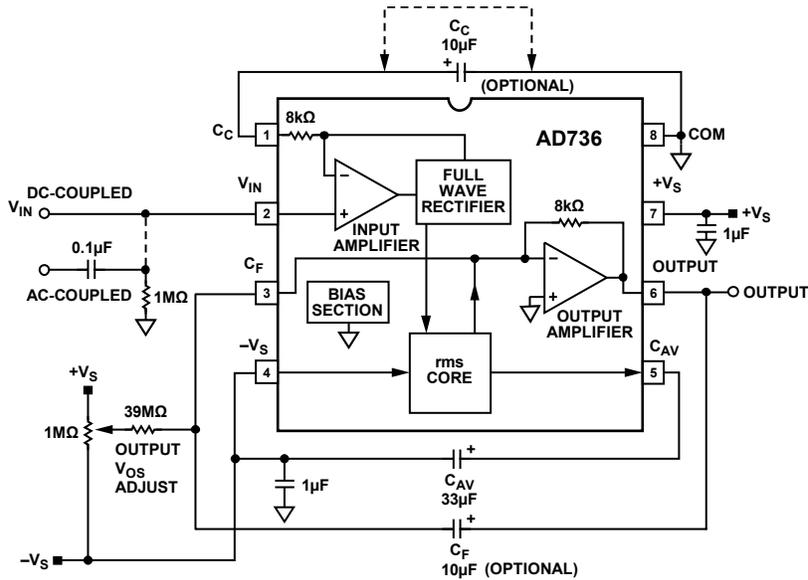 C_C
10µF
+
(OPTIONAL)
8kΩ
AD736
C_C
1
8
COM
DC-COUPLED
V_IN
V_IN
2
−
+
INPUT
AMPLIFIER
FULL
WAVE
RECTIFIER
8kΩ
+V_S
7
+V_S
1µF
0.1µF
AC-COUPLED
1MΩ
C_F
3
BIAS
SECTION
−
+
OUTPUT
AMPLIFIER
OUTPUT
6
OUTPUT
−V_S
4
rms
CORE
C_AV
5
+V_S
1MΩ
39MΩ
OUTPUT
V_OS
ADJUST
1µF
+
C_AV
33µF
+
C_F
10µF (OPTIONAL)
−V_S